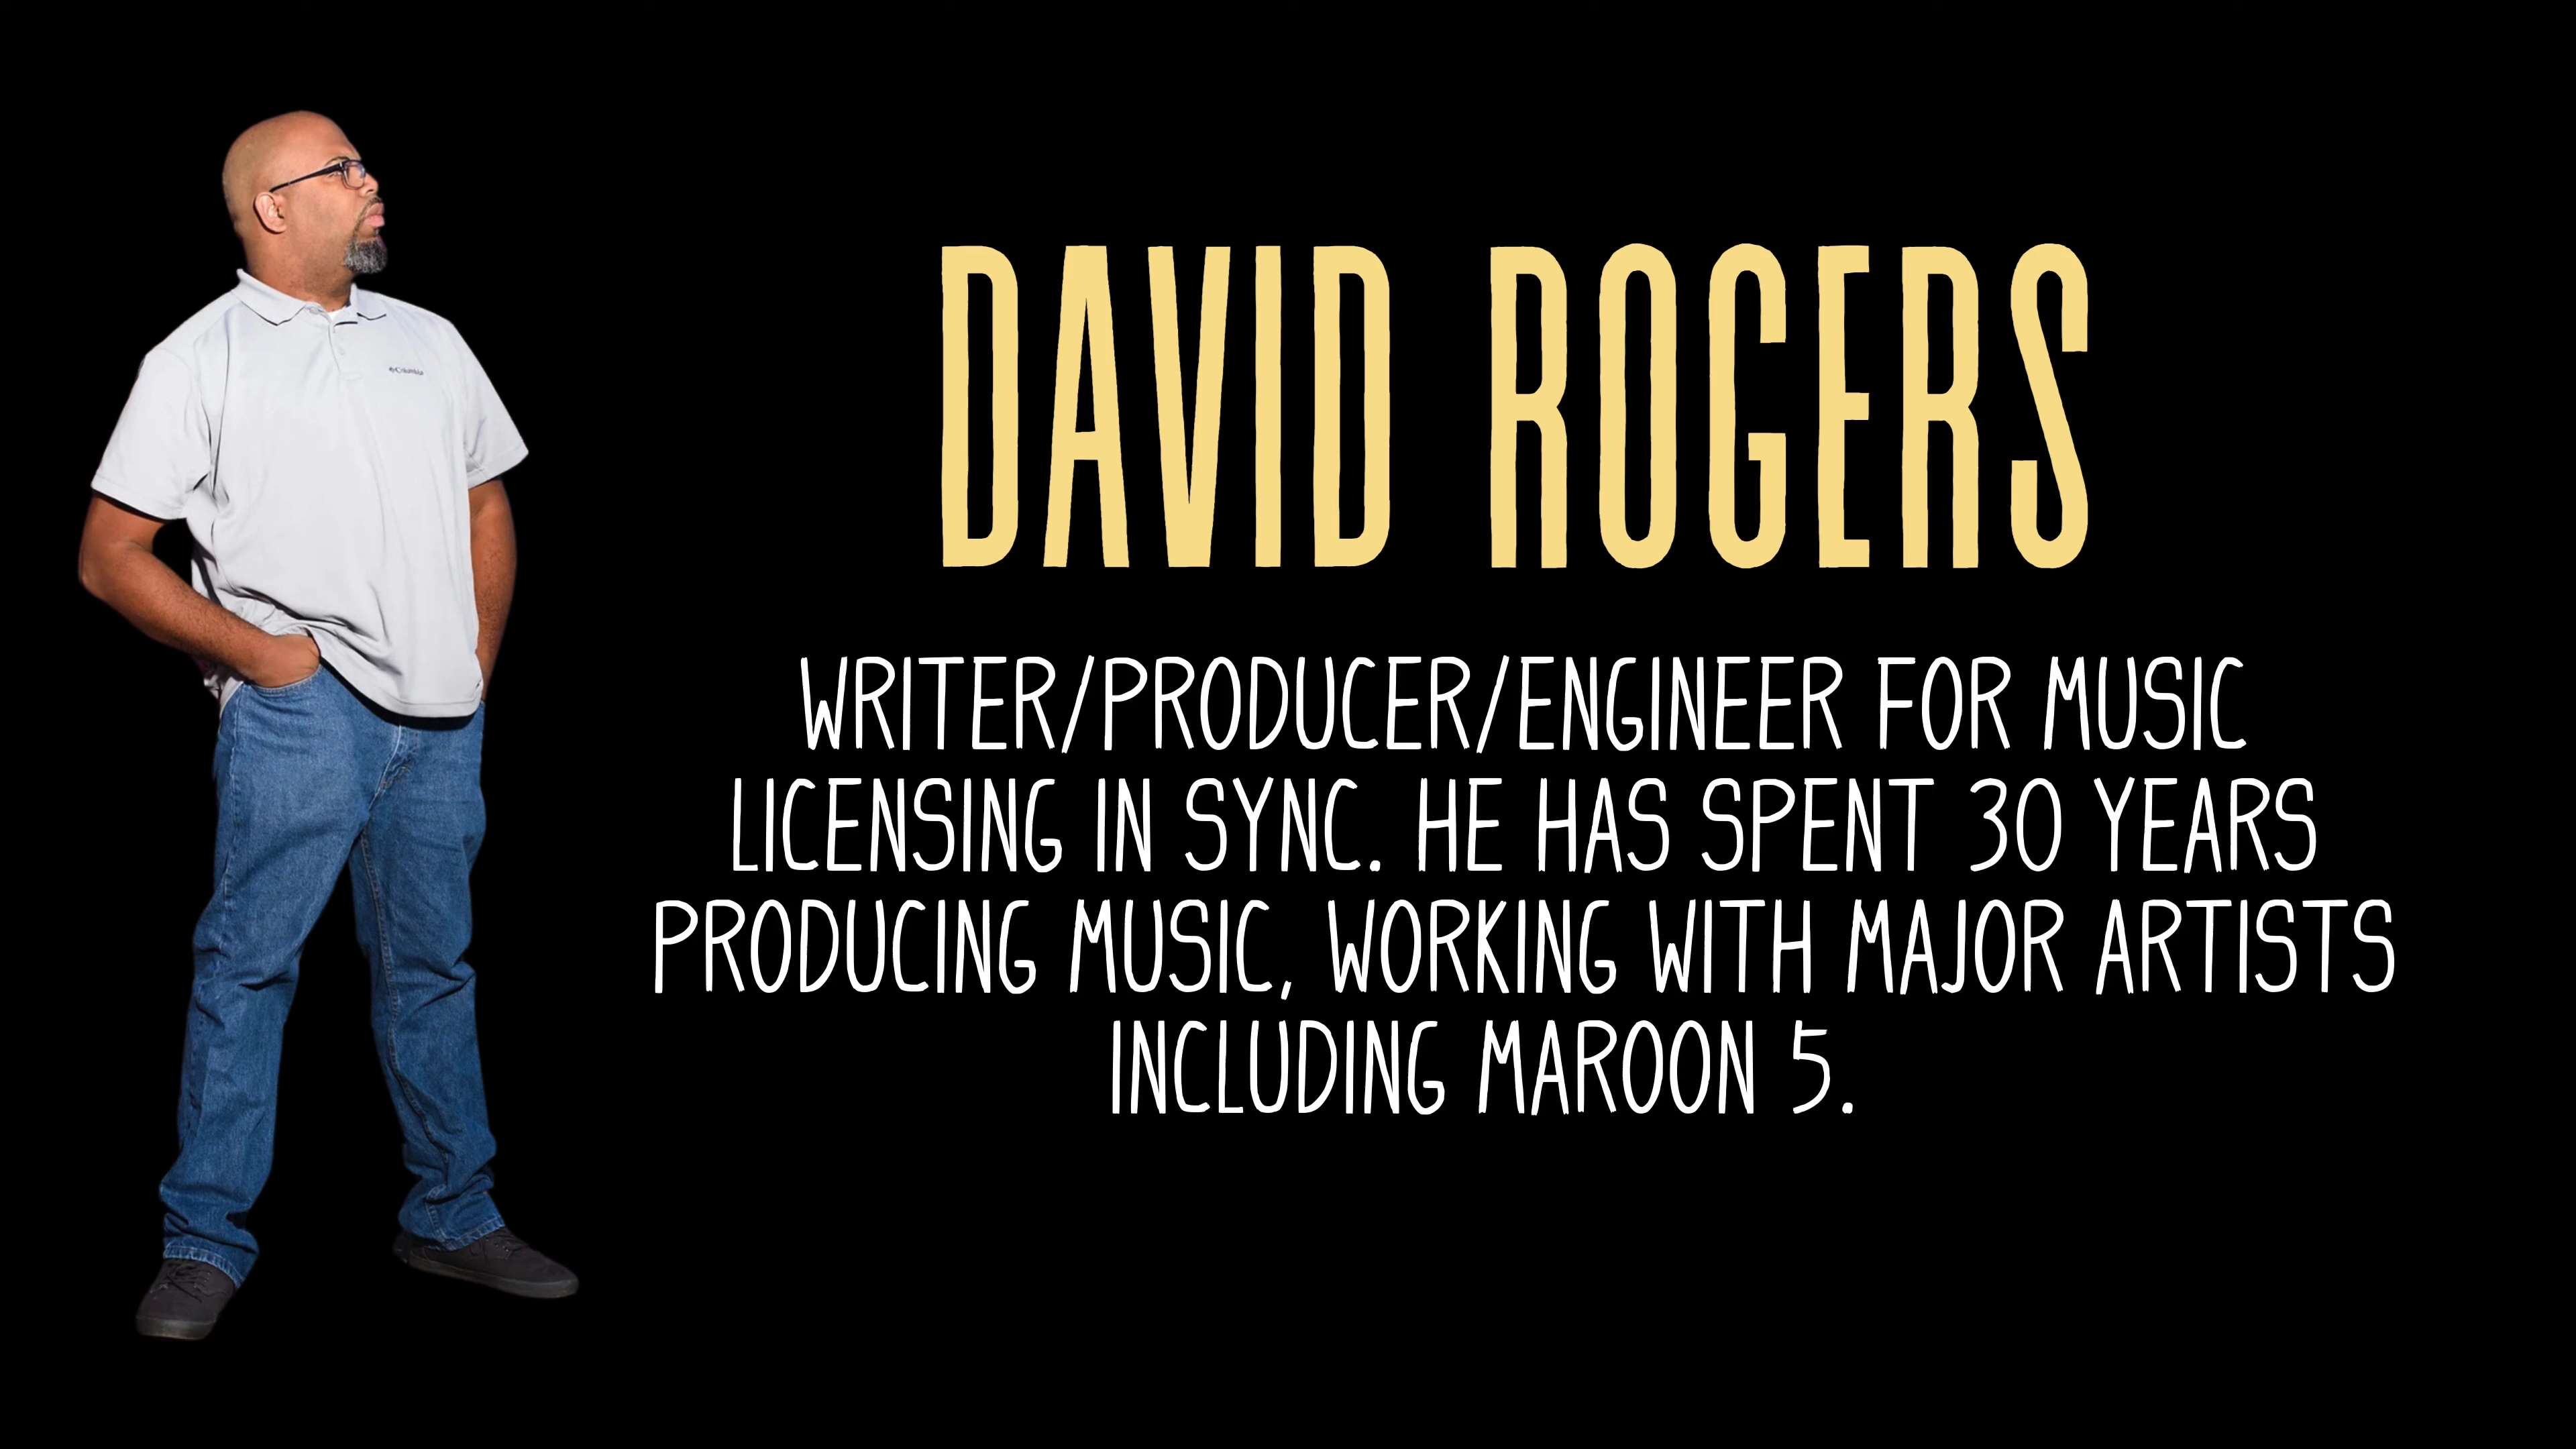 DAVID ROGERS
WRITER/PRODUCER/ENGINEER FOR MUSIC
LICENSING IN SYNC. HE HAS SPENT 30 YEARS
PRODUCING MUSIC, WORKING WITH MAJOR ARTISTS
INCLUDING MAROON 5.
Columbia